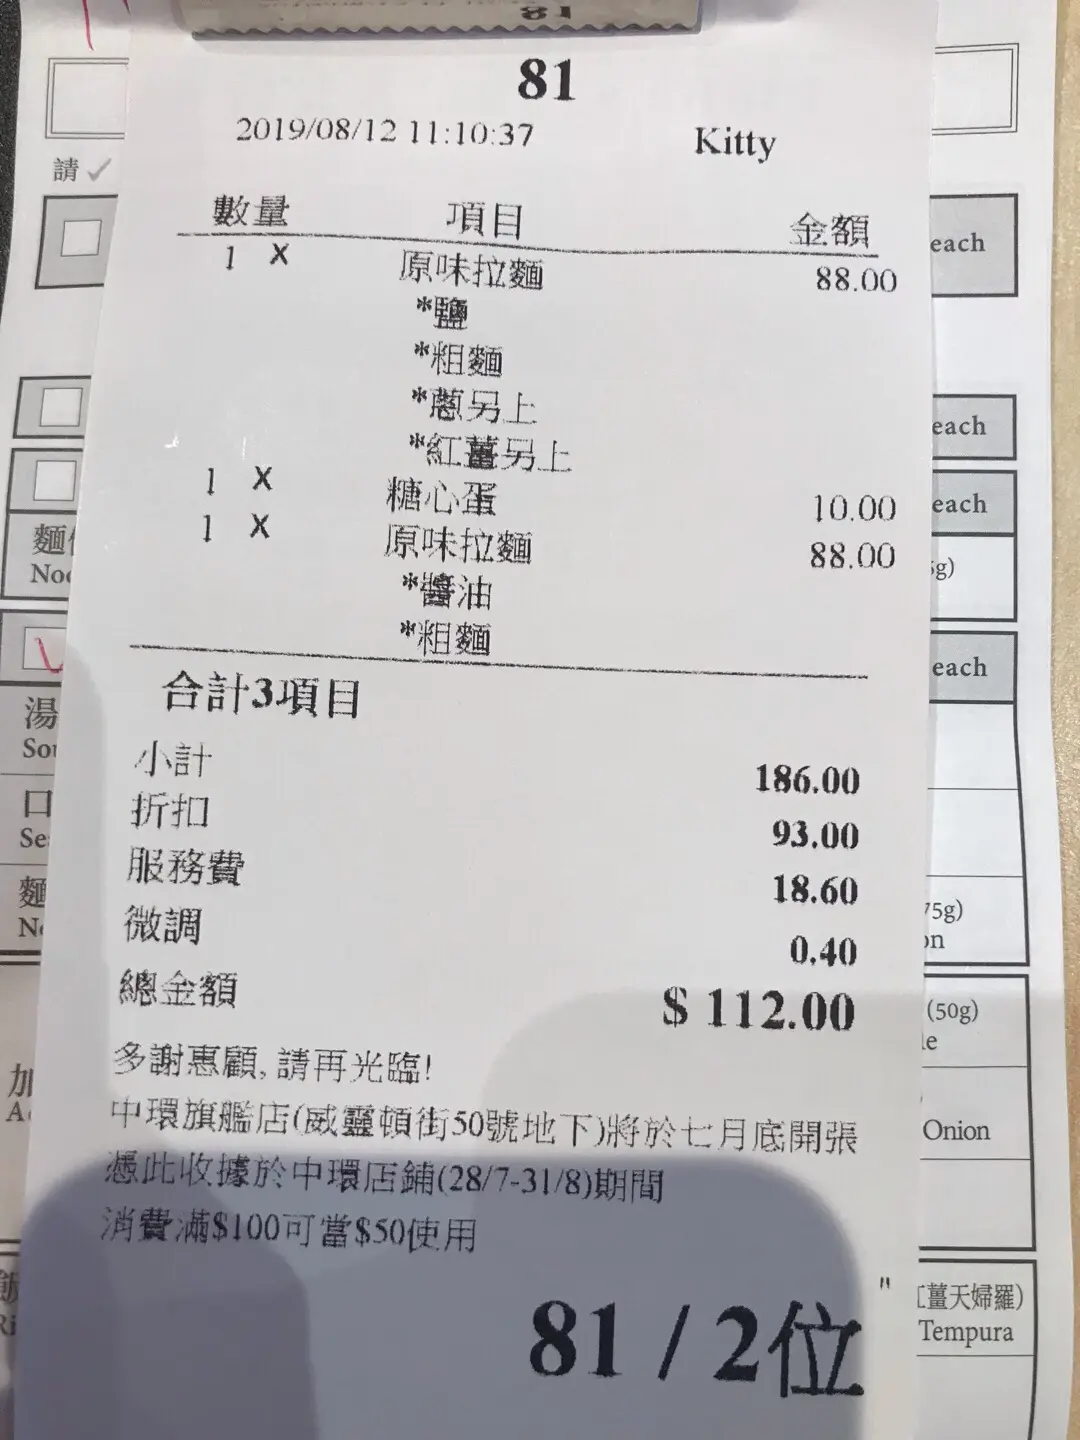 81
81
2019/08/12 11:10:37 Kitty
請✓
數量 項目 金額
each
1 X 原味拉麵 88.00
*鹽
*粗麵
*蔥另上
each
*紅薑另上
1 X 糖心蛋 10.00
each
1 X 原味拉麵 88.00
麵
g)
*醬油
*粗麵
each
合計3項目
湯
小計 186.00
折扣 93.00
口
服務費 18.60
麵
75g)
on
微調 0.40
總金額 $ 112.00
(50g)
le
多謝惠顧, 請再光臨!
加
中環旗艦店(威靈頓街50號地下)將於七月底開張
Onion
憑此收據於中環店鋪(28/7-31/8)期間
消費滿$100可當$50使用
"
薑天婦羅)
Tempura
81 / 2位